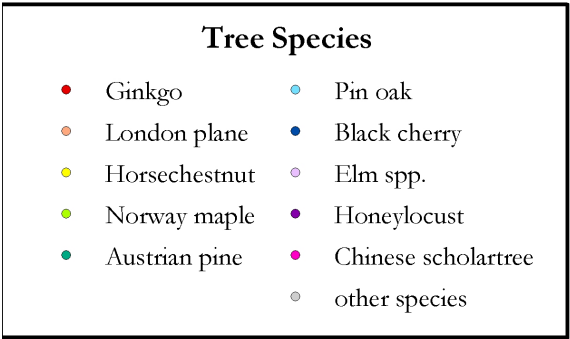 Tree Species
Ginkgo
London plane
Horsechestnut
Norway maple
Austrian pine
Pin oak
Black cherry
Elm spp.
Honeylocust
Chinese scholartree
other species